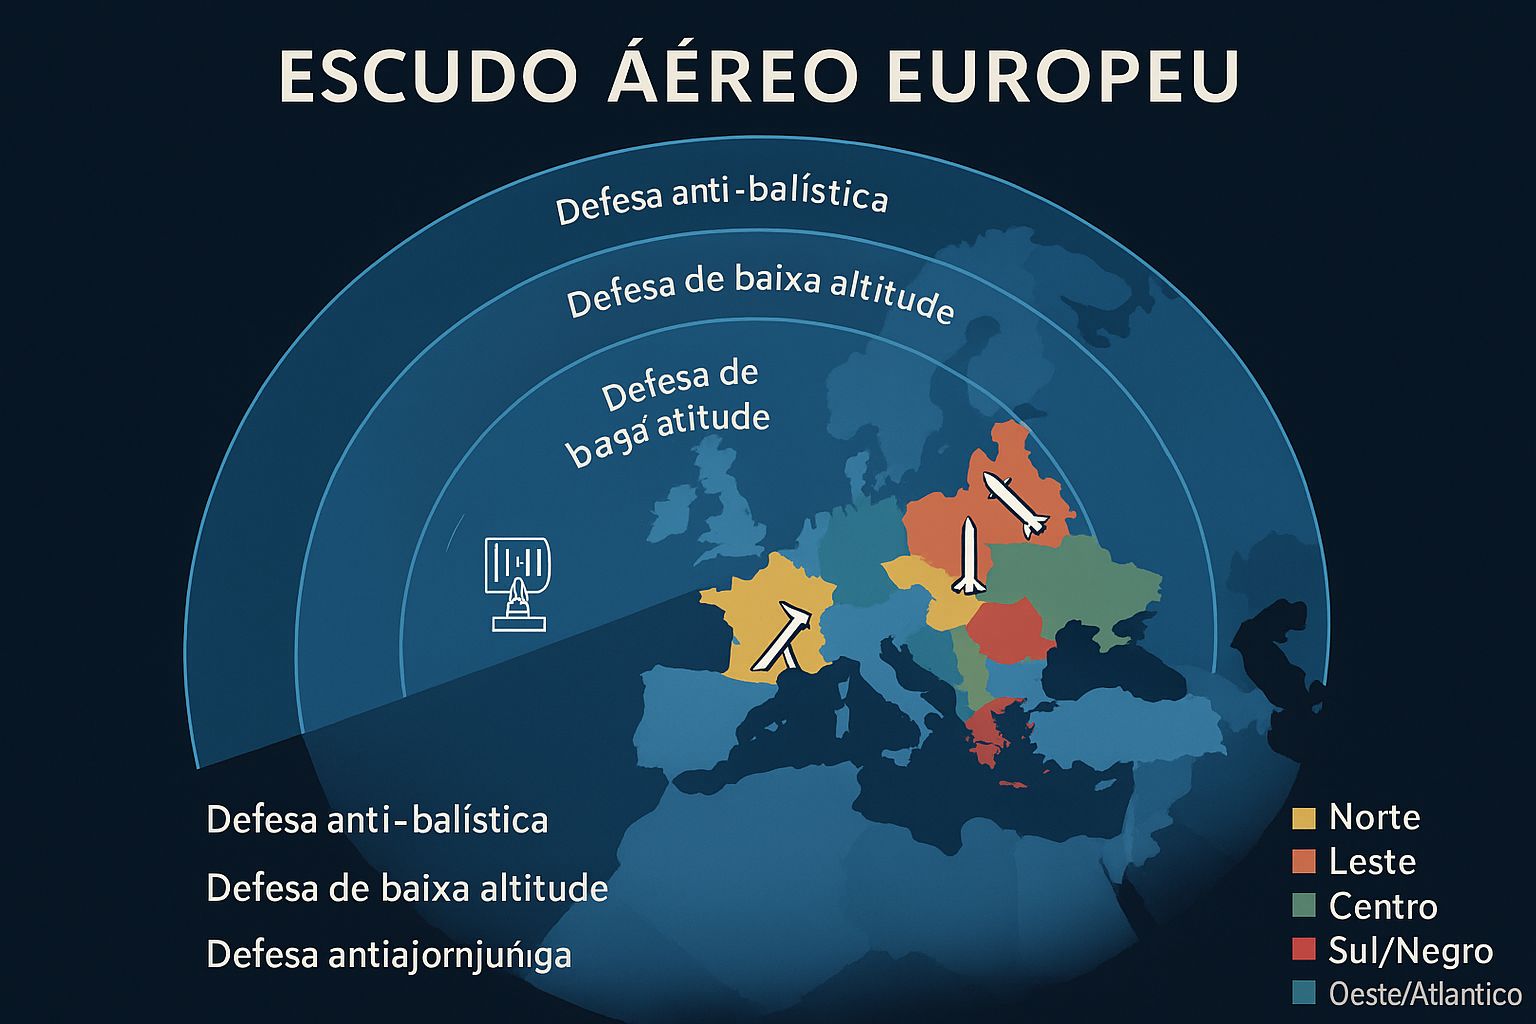 ESCUDO ÁÉREO EUROPEU
Defesa anti-balística
Defesa de baixa altitude
Defesa de
bagá atitude
Defesa anti-balística
Defesa de baixa altitude
Defesa
Norte
Leste
Centro
Sul/Negro
Oeste/Atlantico